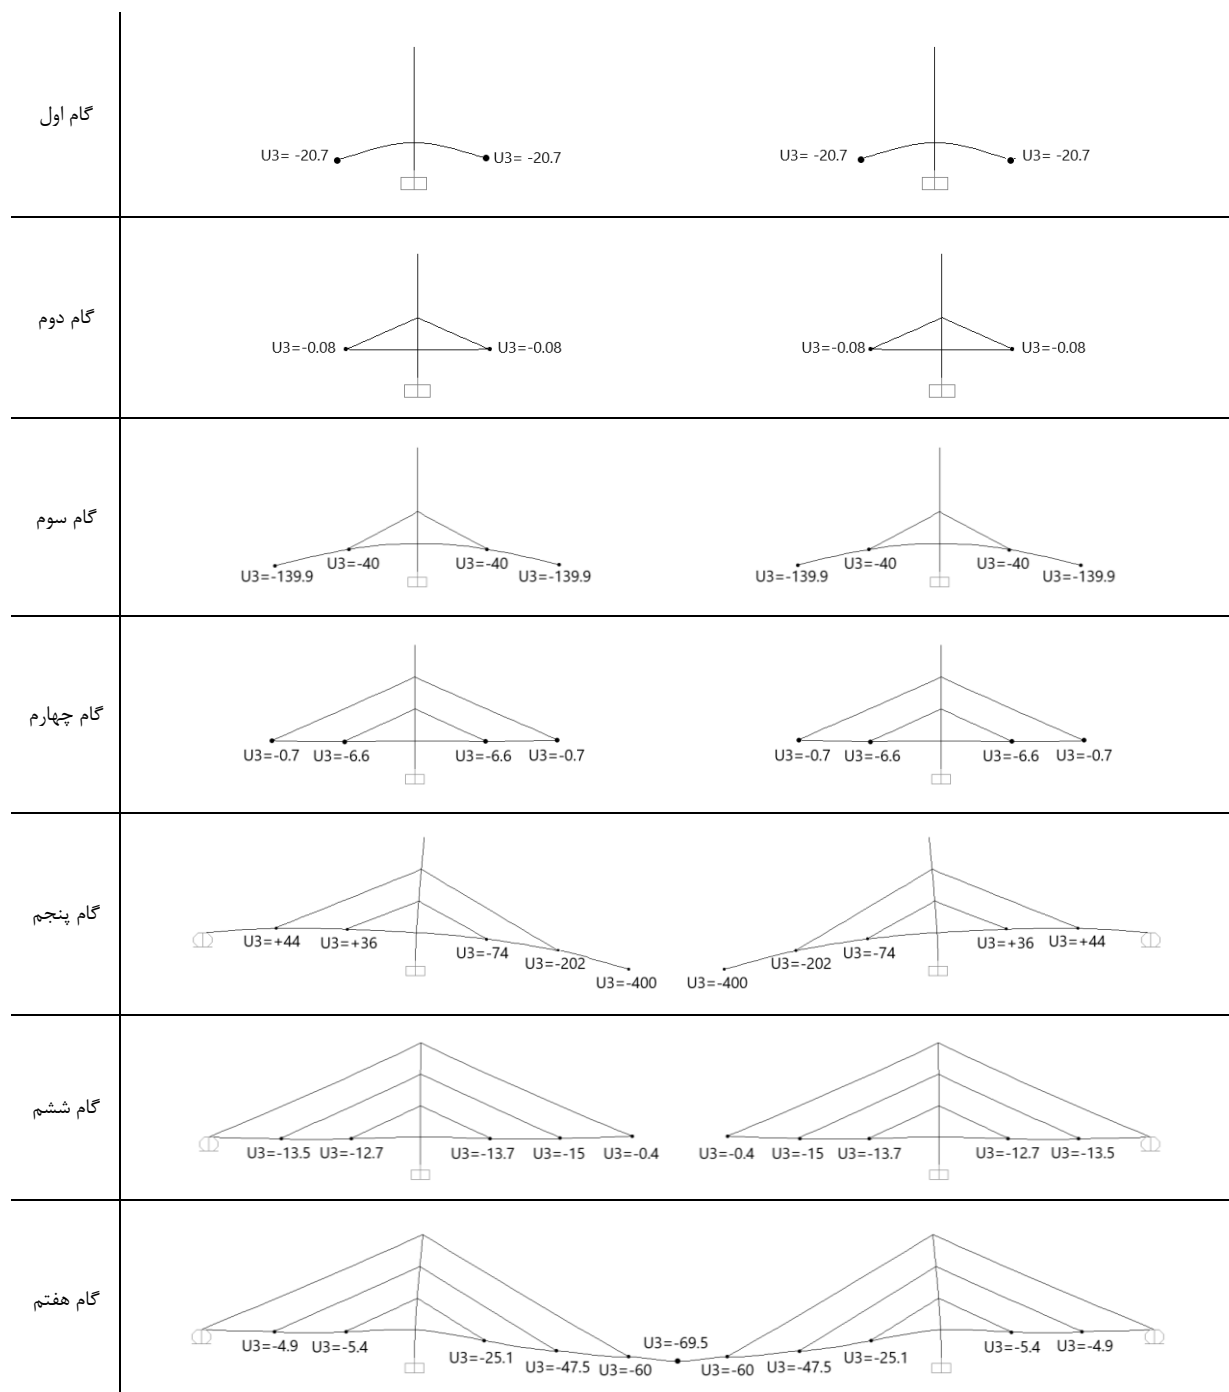 گام اول
U3= -20.7 U3= -20.7 U3= -20.7 U3= -20.7
گام دوم
U3=-0.08 U3=-0.08 U3=-0.08 U3=-0.08
گام سوم
U3=-40 U3=-40 U3=-40 U3=-40
U3=-139.9 U3=-139.9 U3=-139.9 U3=-139.9
گام چهارم
U3=-0.7 U3=-6.6 U3=-6.6 U3=-0.7 U3=-0.7 U3=-6.6 U3=-6.6 U3=-0.7
گام پنجم
U3=+44 U3=+36 U3=-74 U3=-74 U3=+36 U3=+44
U3=-202 U3=-202
U3=-400 U3=-400
گام ششم
U3=-13.5 U3=-12.7 U3=-13.7 U3=-15 U3=-0.4 U3=-0.4 U3=-15 U3=-13.7 U3=-12.7 U3=-13.5
گام هفتم
U3=-69.5
U3=-4.9 U3=-5.4 U3=-5.4 U3=-4.9
U3=-25.1 U3=-47.5 U3=-60 U3=-60 U3=-47.5 U3=-25.1